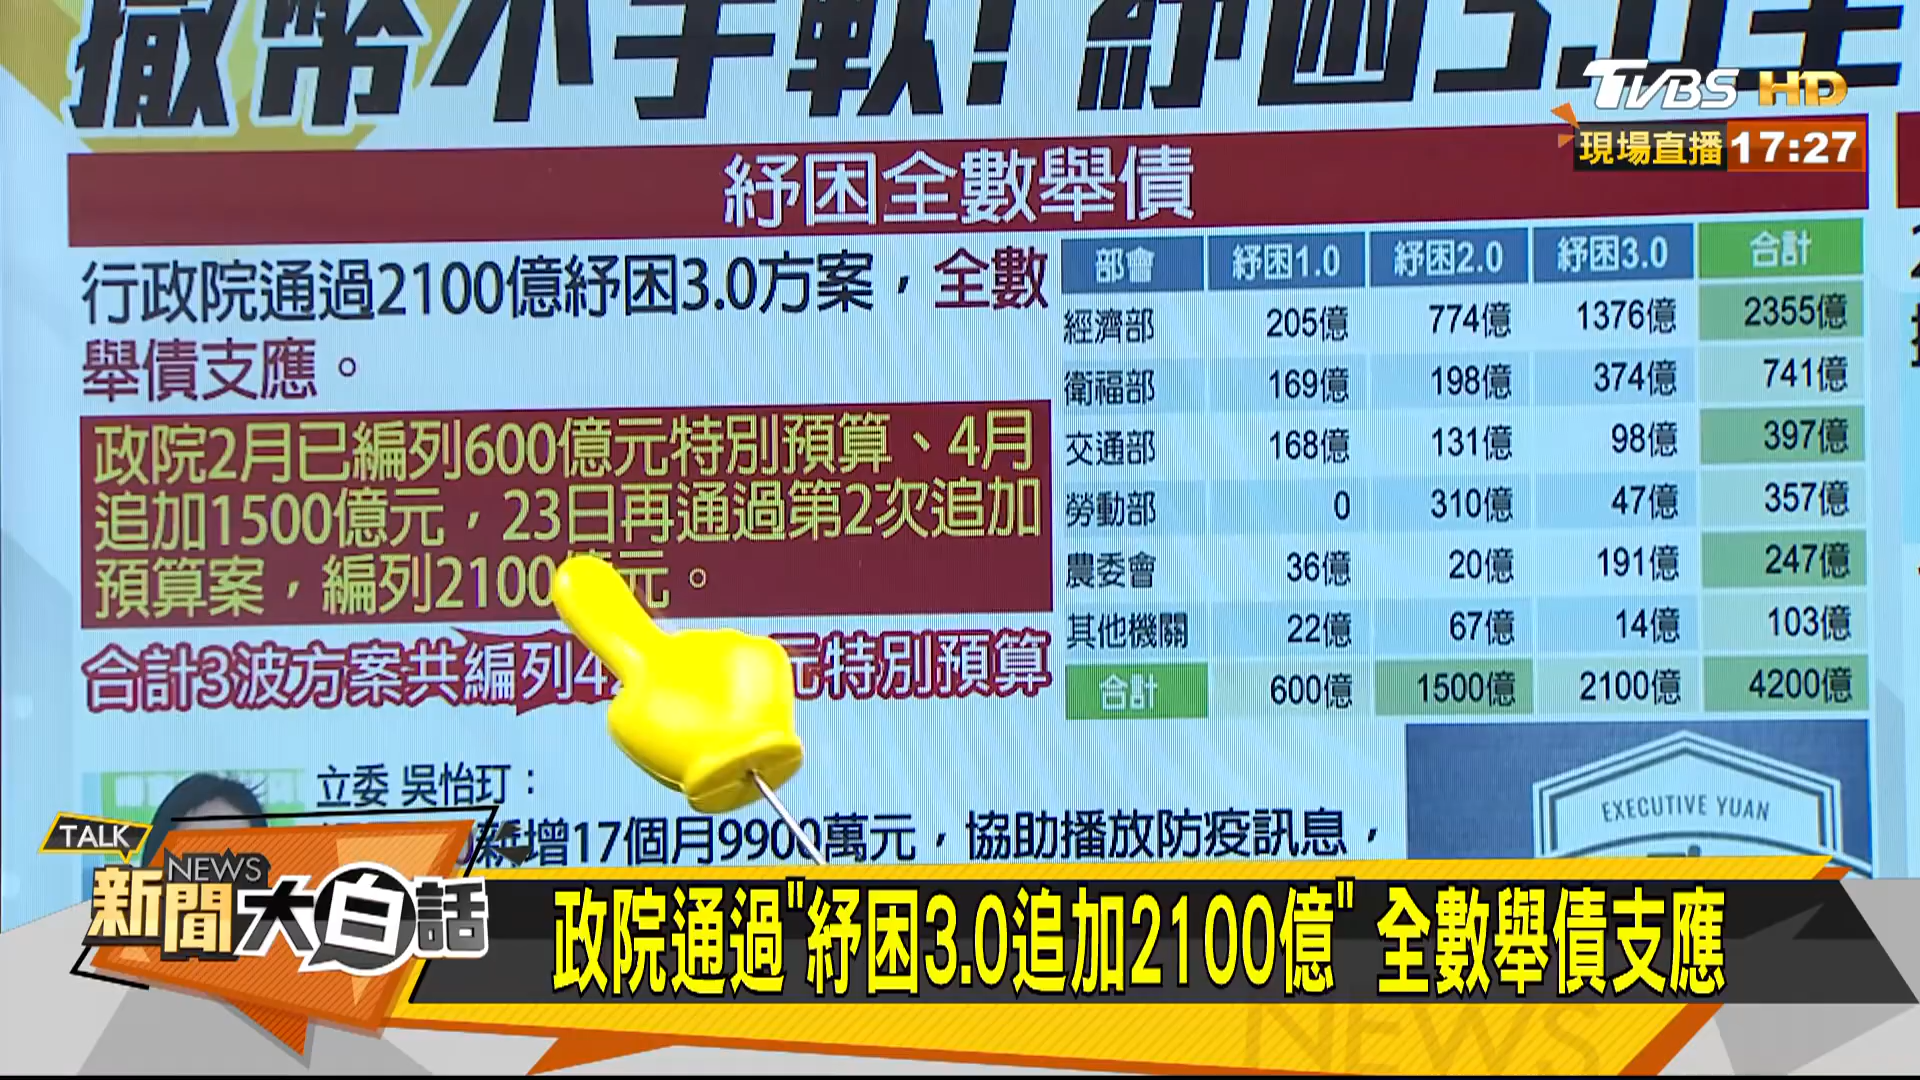 撒幣不手軟!紓困3.0全
TVBS HD
現場直播 17:27
紓困全數舉債
行政院通過2100億紓困3.0方案，全數
舉債支應。
政院2月已編列600億元特別預算、4月
追加1500億元，23日再通過第2次追加
預算案，編列2100元。
合計3波方案共編列4元特別預算
部會 紓困1.0 紓困2.0 紓困3.0 合計
經濟部 205億 774億 1376億 2355億
衛福部 169億 198億 374億 741億
交通部 168億 131億 98億 397億
勞動部 0 310億 47億 357億
農委會 36億 20億 191億 247億
其他機關 22億 67億 14億 103億
合計 600億 1500億 2100億 4200億
立委 吳怡玎：
新增17個月9900萬元，協助播放防疫訊息，
EXECUTIVE YUAN
TALK
NEWS
新聞大白話
政院通過"紓困3.0追加2100億" 全數舉債支應
NEWS